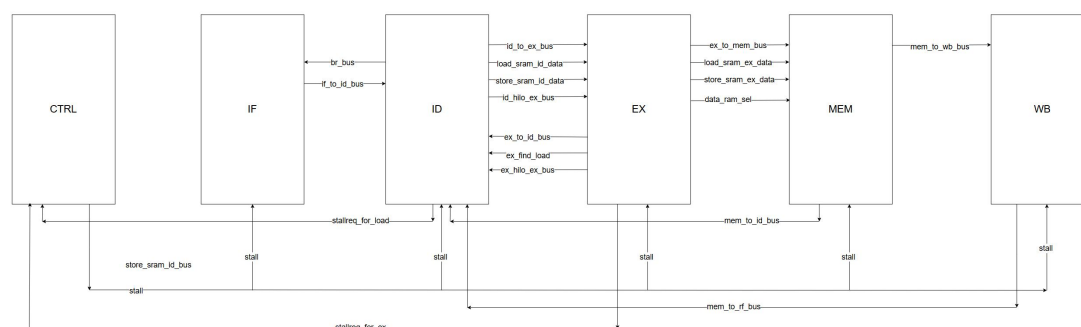 CTRL
IF
ID
EX
MEM
WB
br_bus
if_to_id_bus
id_to_ex_bus
load_sram_id_data
store_sram_id_data
id_hilo_ex_bus
ex_to_id_bus
ex_find_load
ex_hilo_ex_bus
ex_to_mem_bus
load_sram_ex_data
store_sram_ex_data
data_ram_sel
mem_to_wb_bus
stallreq_for_load
mem_to_id_bus
stall
stall
stall
stall
stall
store_sram_id_bus
stall
mem_to_rf_bus
stallreq_for_ex